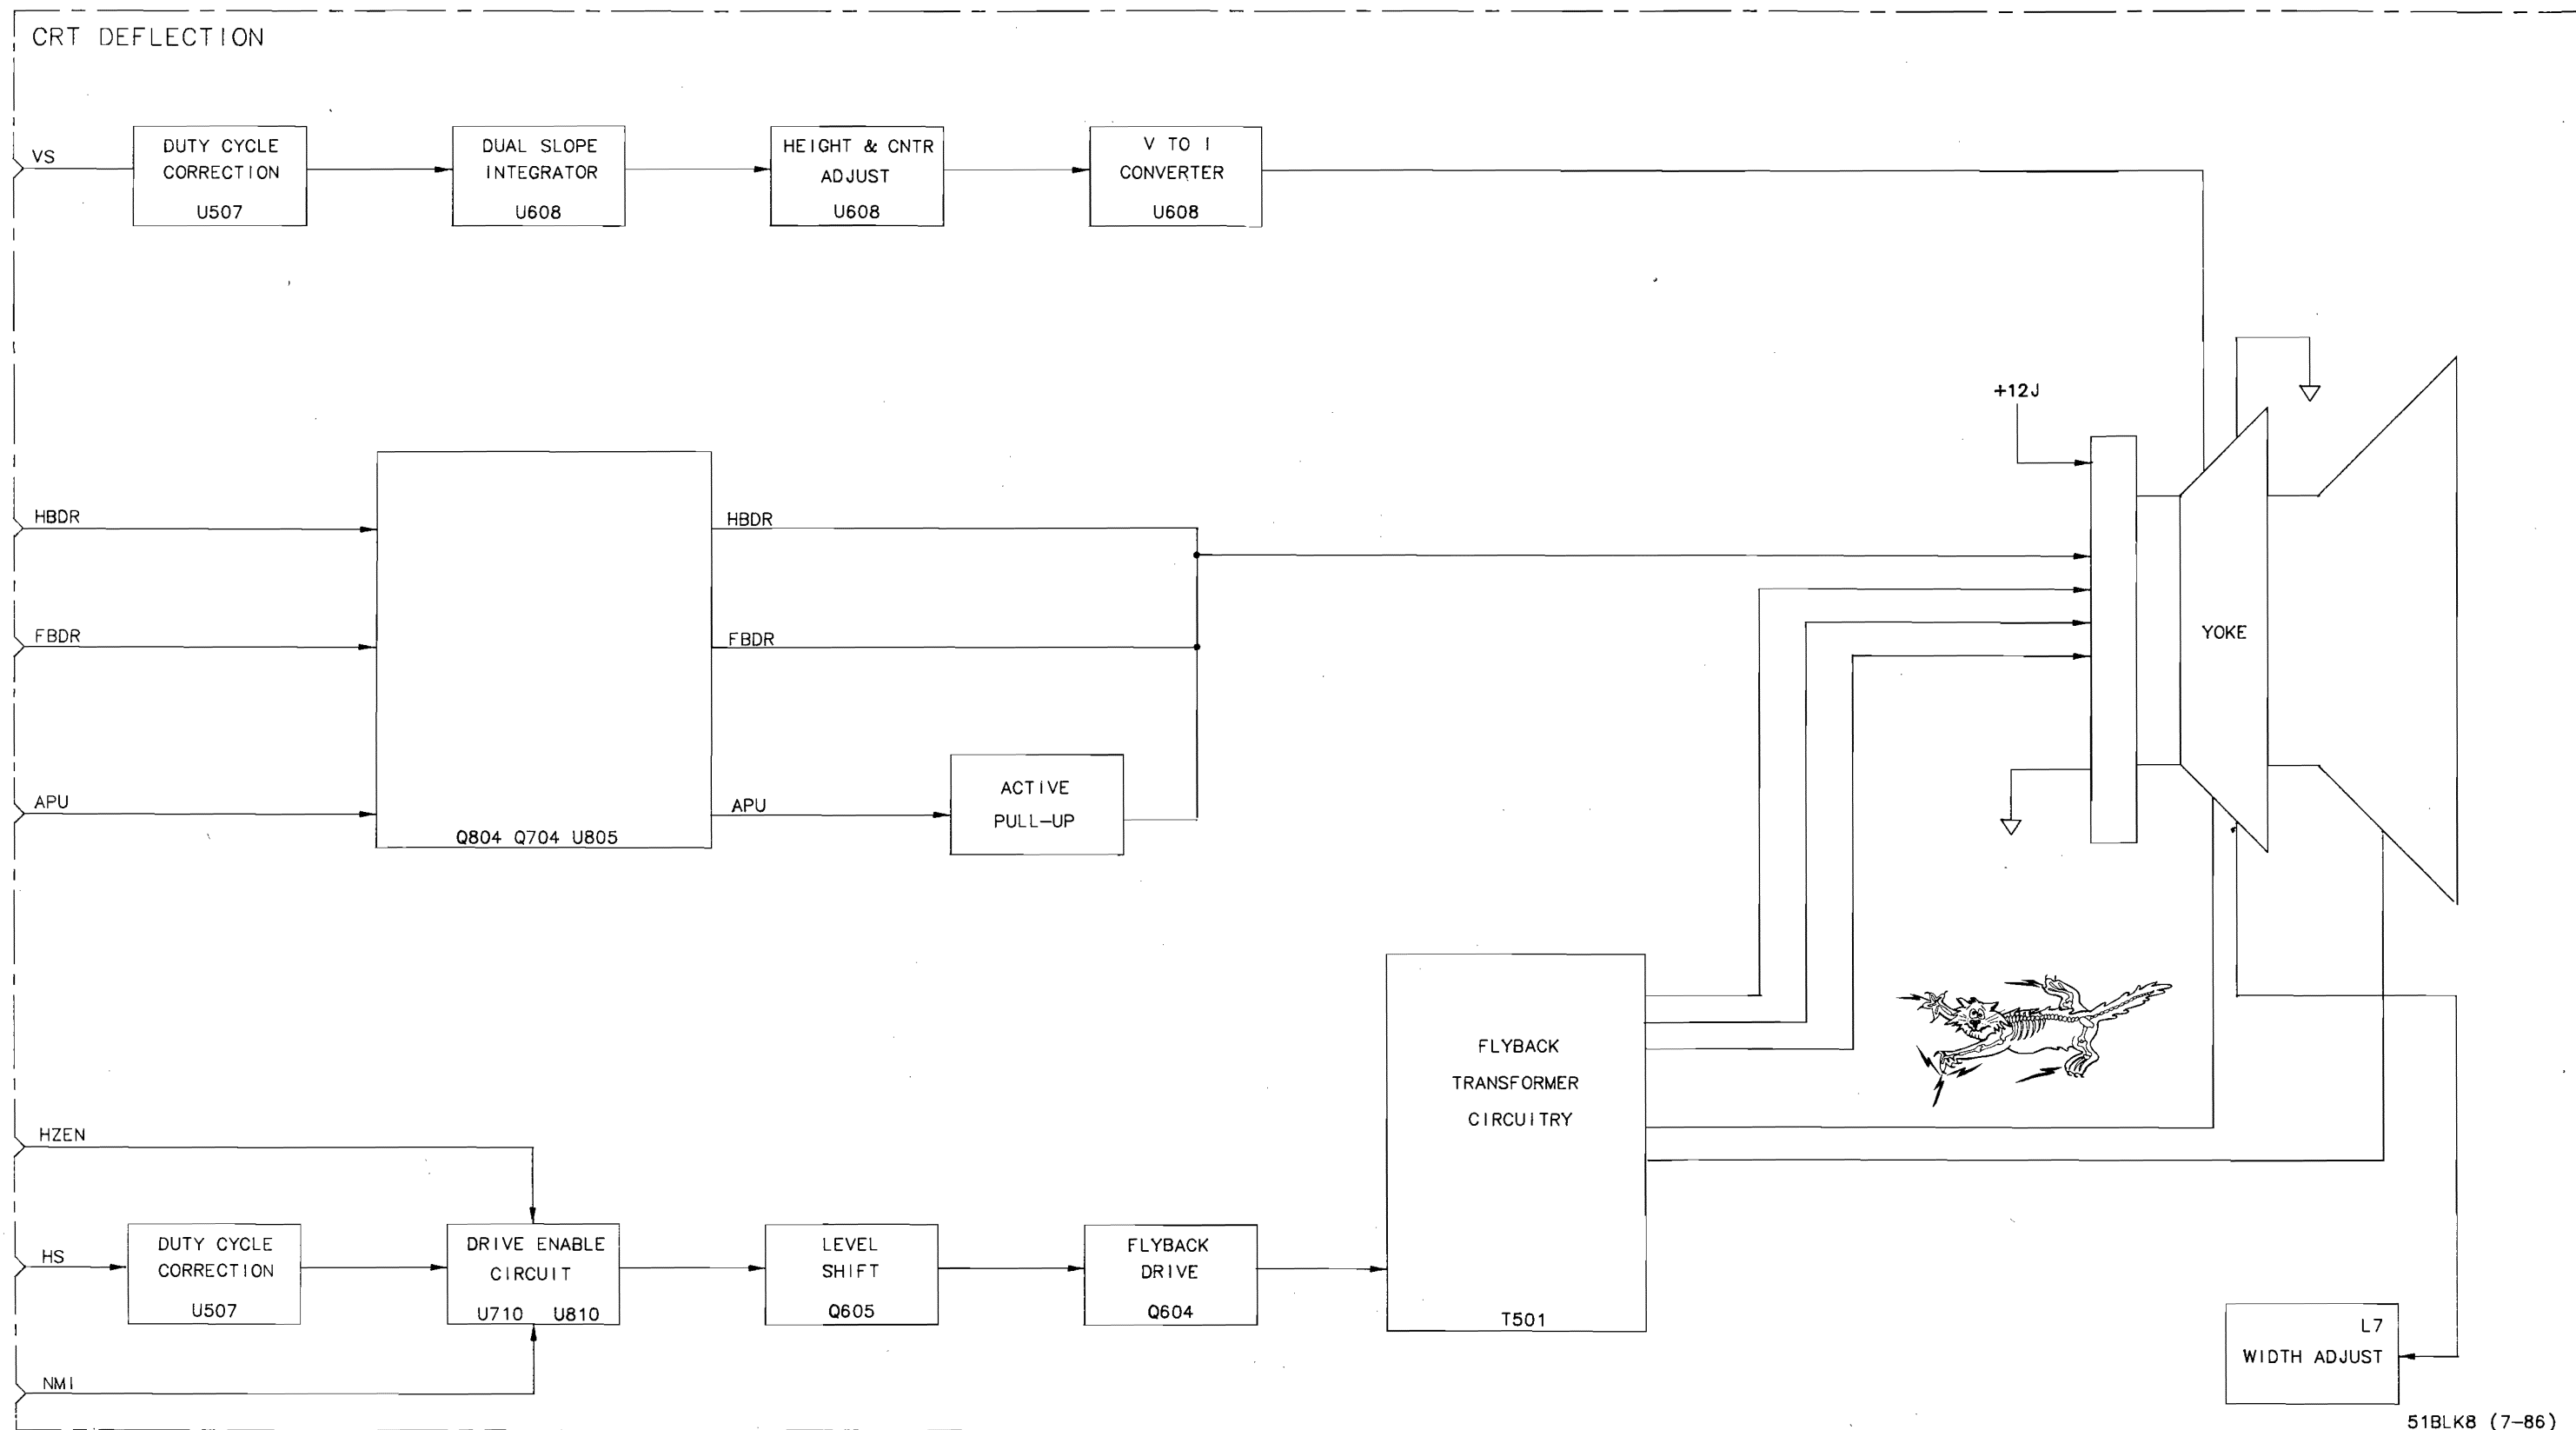 CRT DEFLECTION
VS
DUTY CYCLE
CORRECTION
U507
DUAL SLOPE
INTEGRATOR
U608
HEIGHT & CNTR
ADJUST
U608
V TO I
CONVERTER
U608
+12J
HBDR
HBDR
FBDR
FBDR
YOKE
APU
APU
Q804 Q704 U805
ACTIVE
PULL-UP
FLYBACK
TRANSFORMER
CIRCUITRY
T501
HZEN
HS
DUTY CYCLE
CORRECTION
U507
DRIVE ENABLE
CIRCUIT
U710 U810
LEVEL
SHIFT
Q605
FLYBACK
DRIVE
Q604
L7
WIDTH ADJUST
NMI
51BLK8 (7-86)